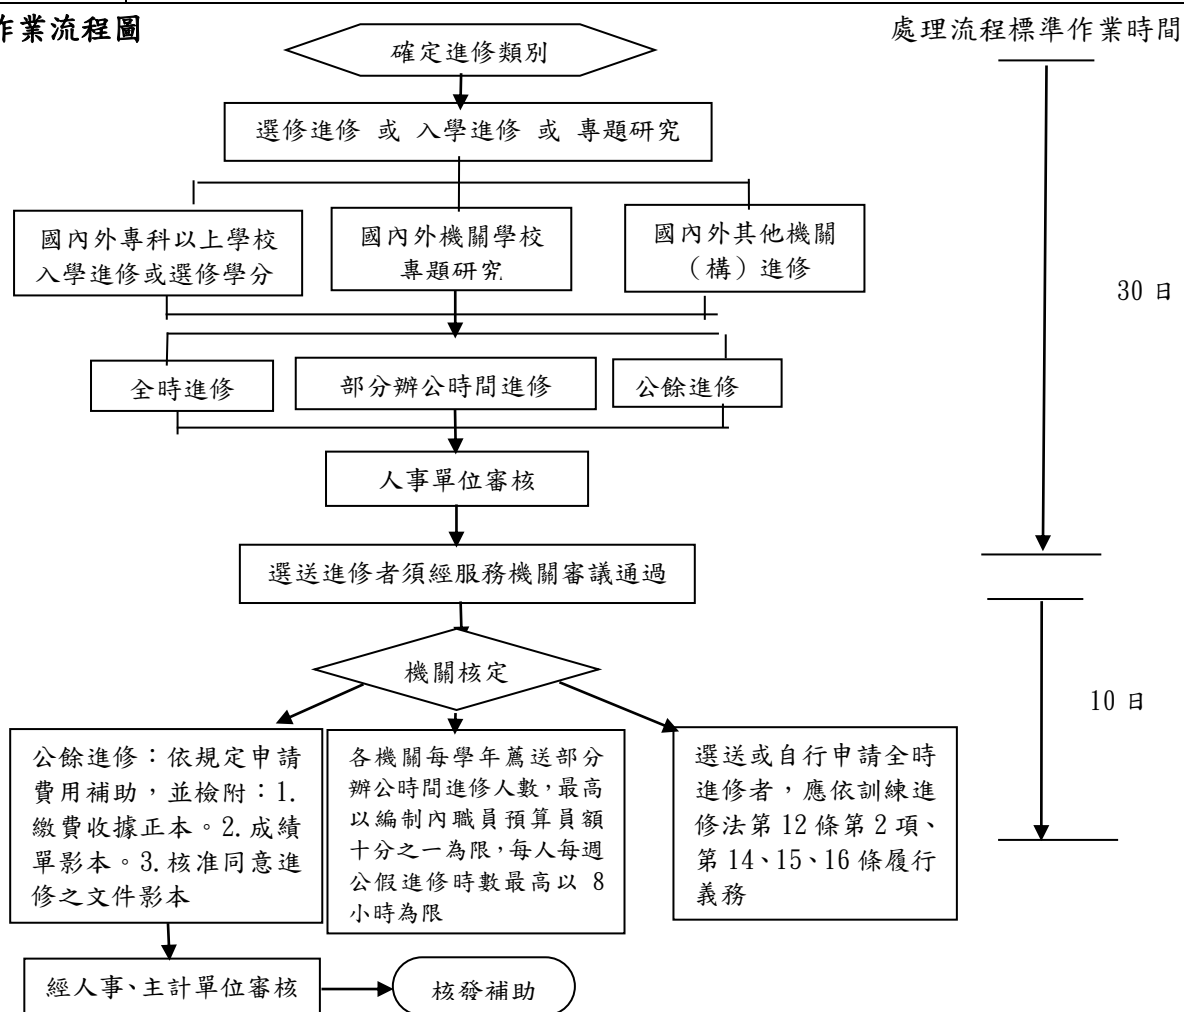 作業流程圖
處理流程標準作業時間
確定進修類別
選修進修 或 入學進修 或 專題研究
國內外專科以上學校
入學進修或選修學分
國內外機關學校
專題研究
國內外其他機關
（構）進修
30 日
全時進修
部分辦公時間進修
公餘進修
人事單位審核
選送進修者須經服務機關審議通過
機關核定
10 日
公餘進修：依規定申請
費用補助，並檢附：1.
繳費收據正本。2.成績
單影本。3.核准同意進
修之文件影本
各機關每學年薦送部分
辦公時間進修人數，最高
以編制內職員預算員額
十分之一為限，每人每週
公假進修時數最高以 8
小時為限
選送或自行申請全時
進修者，應依訓練進
修法第 12 條第 2 項、
第 14、15、16 條履行
義務
經人事、主計單位審核
核發補助